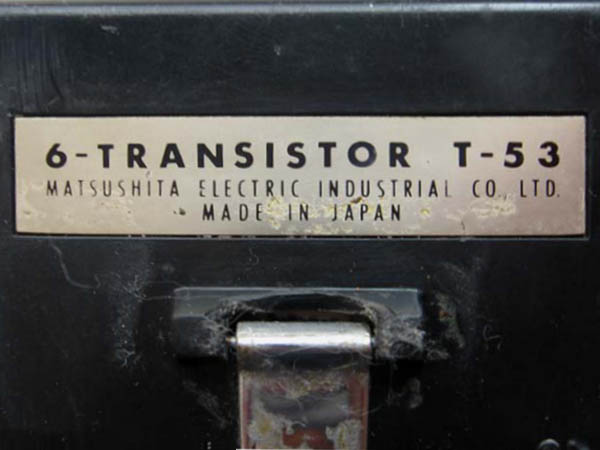 6-TRANSISTOR T-53
MATSUSHITA ELECTRIC INDUSTRIAL CO. LTD.
MADE IN JAPAN